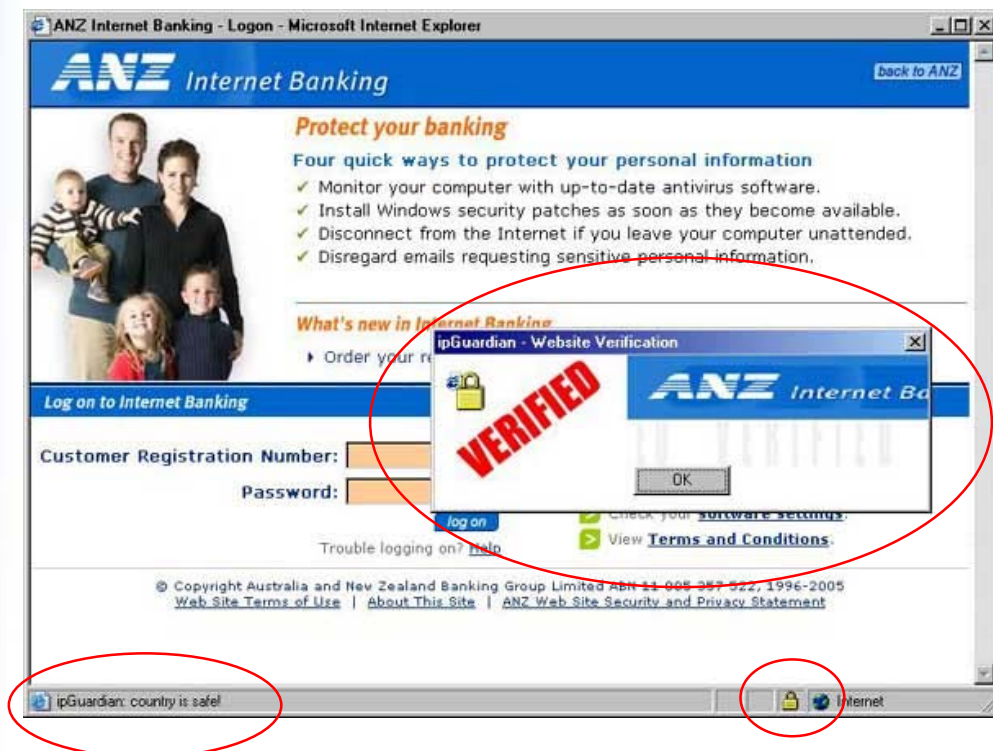 ANZ Internet Banking - Logon - Microsoft Internet Explorer
ANZ Internet Banking
back to ANZ
Protect your banking
Four quick ways to protect your personal information
✓ Monitor your computer with up-to-date antivirus software.
✓ Install Windows security patches as soon as they become available.
✓ Disconnect from the Internet if you leave your computer unattended.
✓ Disregard emails requesting sensitive personal information.
What's new in Internet Banking
Order your
ipGuardian - Website Verification
VERIFIED
ANZ Internet Ba
VERIFIED
OK
Log on to Internet Banking
Customer Registration Number:
Password:
log on
Trouble logging on? Help
Check your software settings.
View Terms and Conditions.
© Copyright Australia and New Zealand Banking Group Limited ABN 11 005 357 522, 1996-2005
Web Site Terms of Use | About This Site | ANZ Web Site Security and Privacy Statement
ipGuardian: country is safe!
Internet